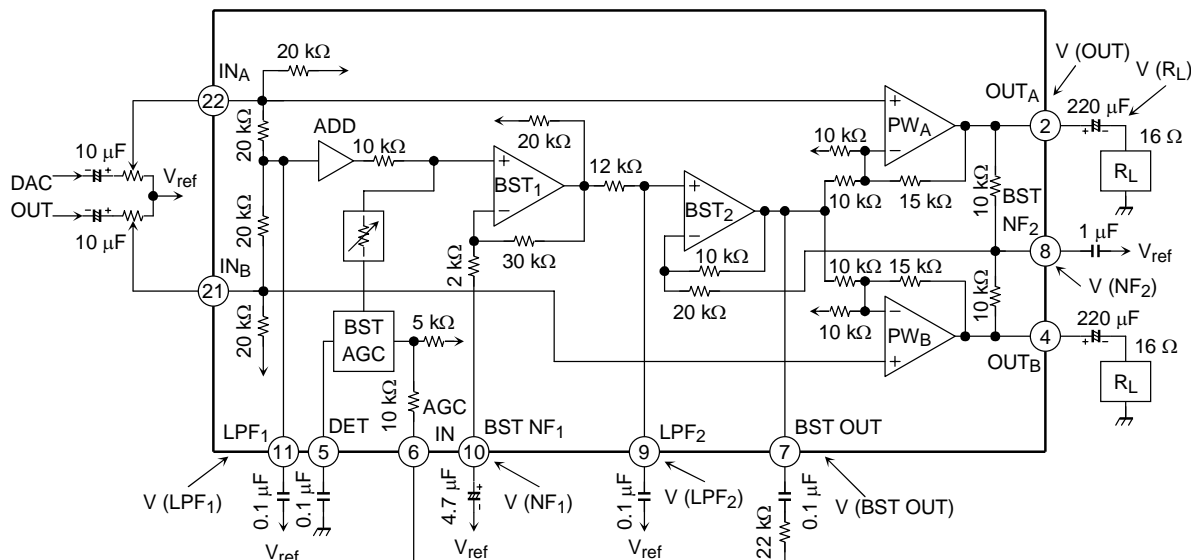 V (OUT)
V (RL)
20 kΩ
INA
OUTA
220 µF
22
+
PWA
−
2
+ −
16 Ω
RL
20 kΩ
ADD
10 kΩ
20 kΩ
10 kΩ
10 µF
− +
DAC
Vref
OUT
− +
10 µF
+
BST1
−
12 kΩ
+
BST2
−
10 kΩ
15 kΩ
10 kΩ
BST
NF2
1 µF
8
Vref
20 kΩ
2 kΩ
30 kΩ
10 kΩ
20 kΩ
10 kΩ
15 kΩ
10 kΩ
V (NF2)
INB
21
20 kΩ
BST
AGC
5 kΩ
10 kΩ
−
PWB
+
220 µF
4
+ −
16 Ω
OUTB
RL
10 kΩ
AGC
LPF1
DET
IN
BST NF1
LPF2
BST OUT
11
5
6
10
9
7
V (LPF1)
0.1 µF
0.1 µF
4.7 µF
+
−
V (NF1)
0.1 µF
V (LPF2)
0.1 µF
V (BST OUT)
22 kΩ
Vref
Vref
Vref